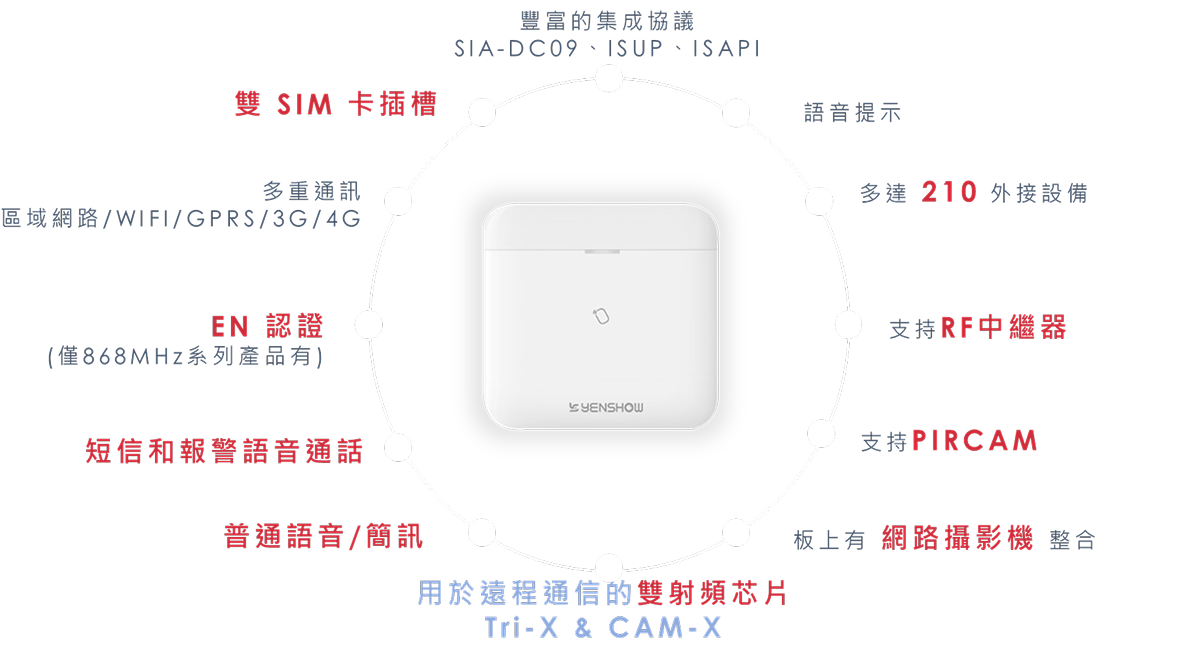 豐富的集成協議
SIA-DC09、ISUP、ISAPI
雙 SIM 卡插槽
語音提示
多重通訊
區域網路/WIFI/GPRS/3G/4G
多達 210 外接設備
EN 認證
(僅868MHz系列產品有)
支持RF中繼器
YENSHOW
短信和報警語音通話
支持PIRCAM
普通語音/簡訊
板上有 網路攝影機 整合
用於遠程通信的雙射頻芯片
Tri-X & CAM-X